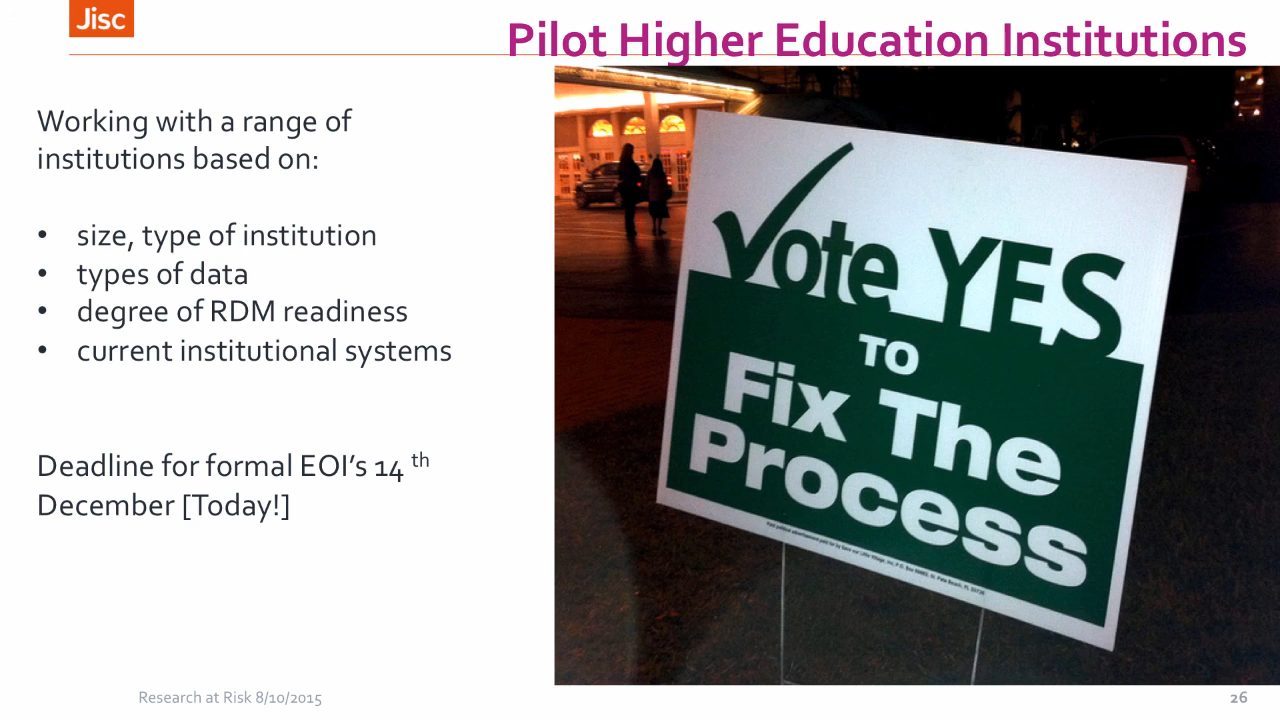 Jisc
Pilot Higher Education Institutions
Working with a range of
institutions based on:
• size, type of institution
• types of data
• degree of RDM readiness
• current institutional systems
Deadline for formal EOI’s 14 th
December [Today!]
Vote YES
TO
Fix The
Process
Research at Risk 8/10/2015
26